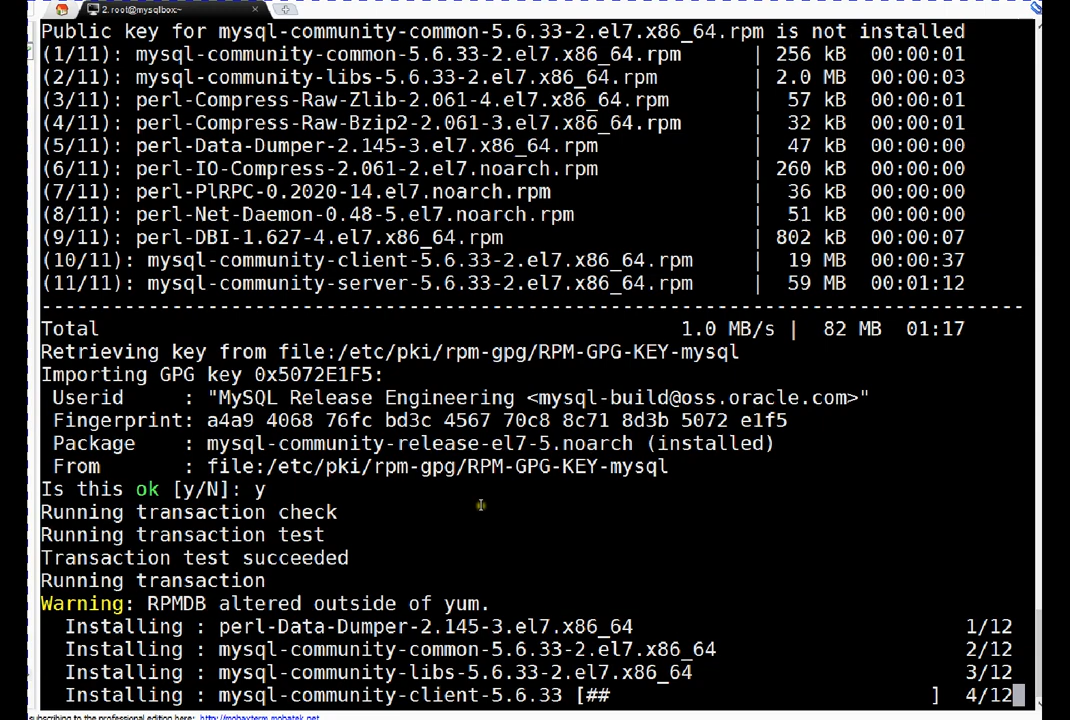 2. root@mysqlbox:~
Public key for mysql-community-common-5.6.33-2.el7.x86_64.rpm is not installed
(1/11): mysql-community-common-5.6.33-2.el7.x86_64.rpm | 256 kB 00:00:01
(2/11): mysql-community-libs-5.6.33-2.el7.x86_64.rpm | 2.0 MB 00:00:03
(3/11): perl-Compress-Raw-Zlib-2.061-4.el7.x86_64.rpm | 57 kB 00:00:01
(4/11): perl-Compress-Raw-Bzip2-2.061-3.el7.x86_64.rpm | 32 kB 00:00:01
(5/11): perl-Data-Dumper-2.145-3.el7.x86_64.rpm | 47 kB 00:00:00
(6/11): perl-IO-Compress-2.061-2.el7.noarch.rpm | 260 kB 00:00:00
(7/11): perl-PlRPC-0.2020-14.el7.noarch.rpm | 36 kB 00:00:00
(8/11): perl-Net-Daemon-0.48-5.el7.noarch.rpm | 51 kB 00:00:00
(9/11): perl-DBI-1.627-4.el7.x86_64.rpm | 802 kB 00:00:07
(10/11): mysql-community-client-5.6.33-2.el7.x86_64.rpm | 19 MB 00:00:37
(11/11): mysql-community-server-5.6.33-2.el7.x86_64.rpm | 59 MB 00:01:12
-----------------------------------------------------------------------------------
Total 1.0 MB/s | 82 MB 01:17
Retrieving key from file:/etc/pki/rpm-gpg/RPM-GPG-KEY-mysql
Importing GPG key 0x5072E1F5:
Userid : "MySQL Release Engineering <mysql-build@oss.oracle.com>"
Fingerprint: a4a9 4068 76fc bd3c 4567 70c8 8c71 8d3b 5072 e1f5
Package : mysql-community-release-el7-5.noarch (installed)
From : file:/etc/pki/rpm-gpg/RPM-GPG-KEY-mysql
Is this ok [y/N]: y
Running transaction check
Running transaction test
Transaction test succeeded
Running transaction
Warning: RPMDB altered outside of yum.
Installing : perl-Data-Dumper-2.145-3.el7.x86_64 1/12
Installing : mysql-community-common-5.6.33-2.el7.x86_64 2/12
Installing : mysql-community-libs-5.6.33-2.el7.x86_64 3/12
Installing : mysql-community-client-5.6.33 [## ] 4/12
subscribing to the professional edition here: http://mobaxterm.mobatek.net